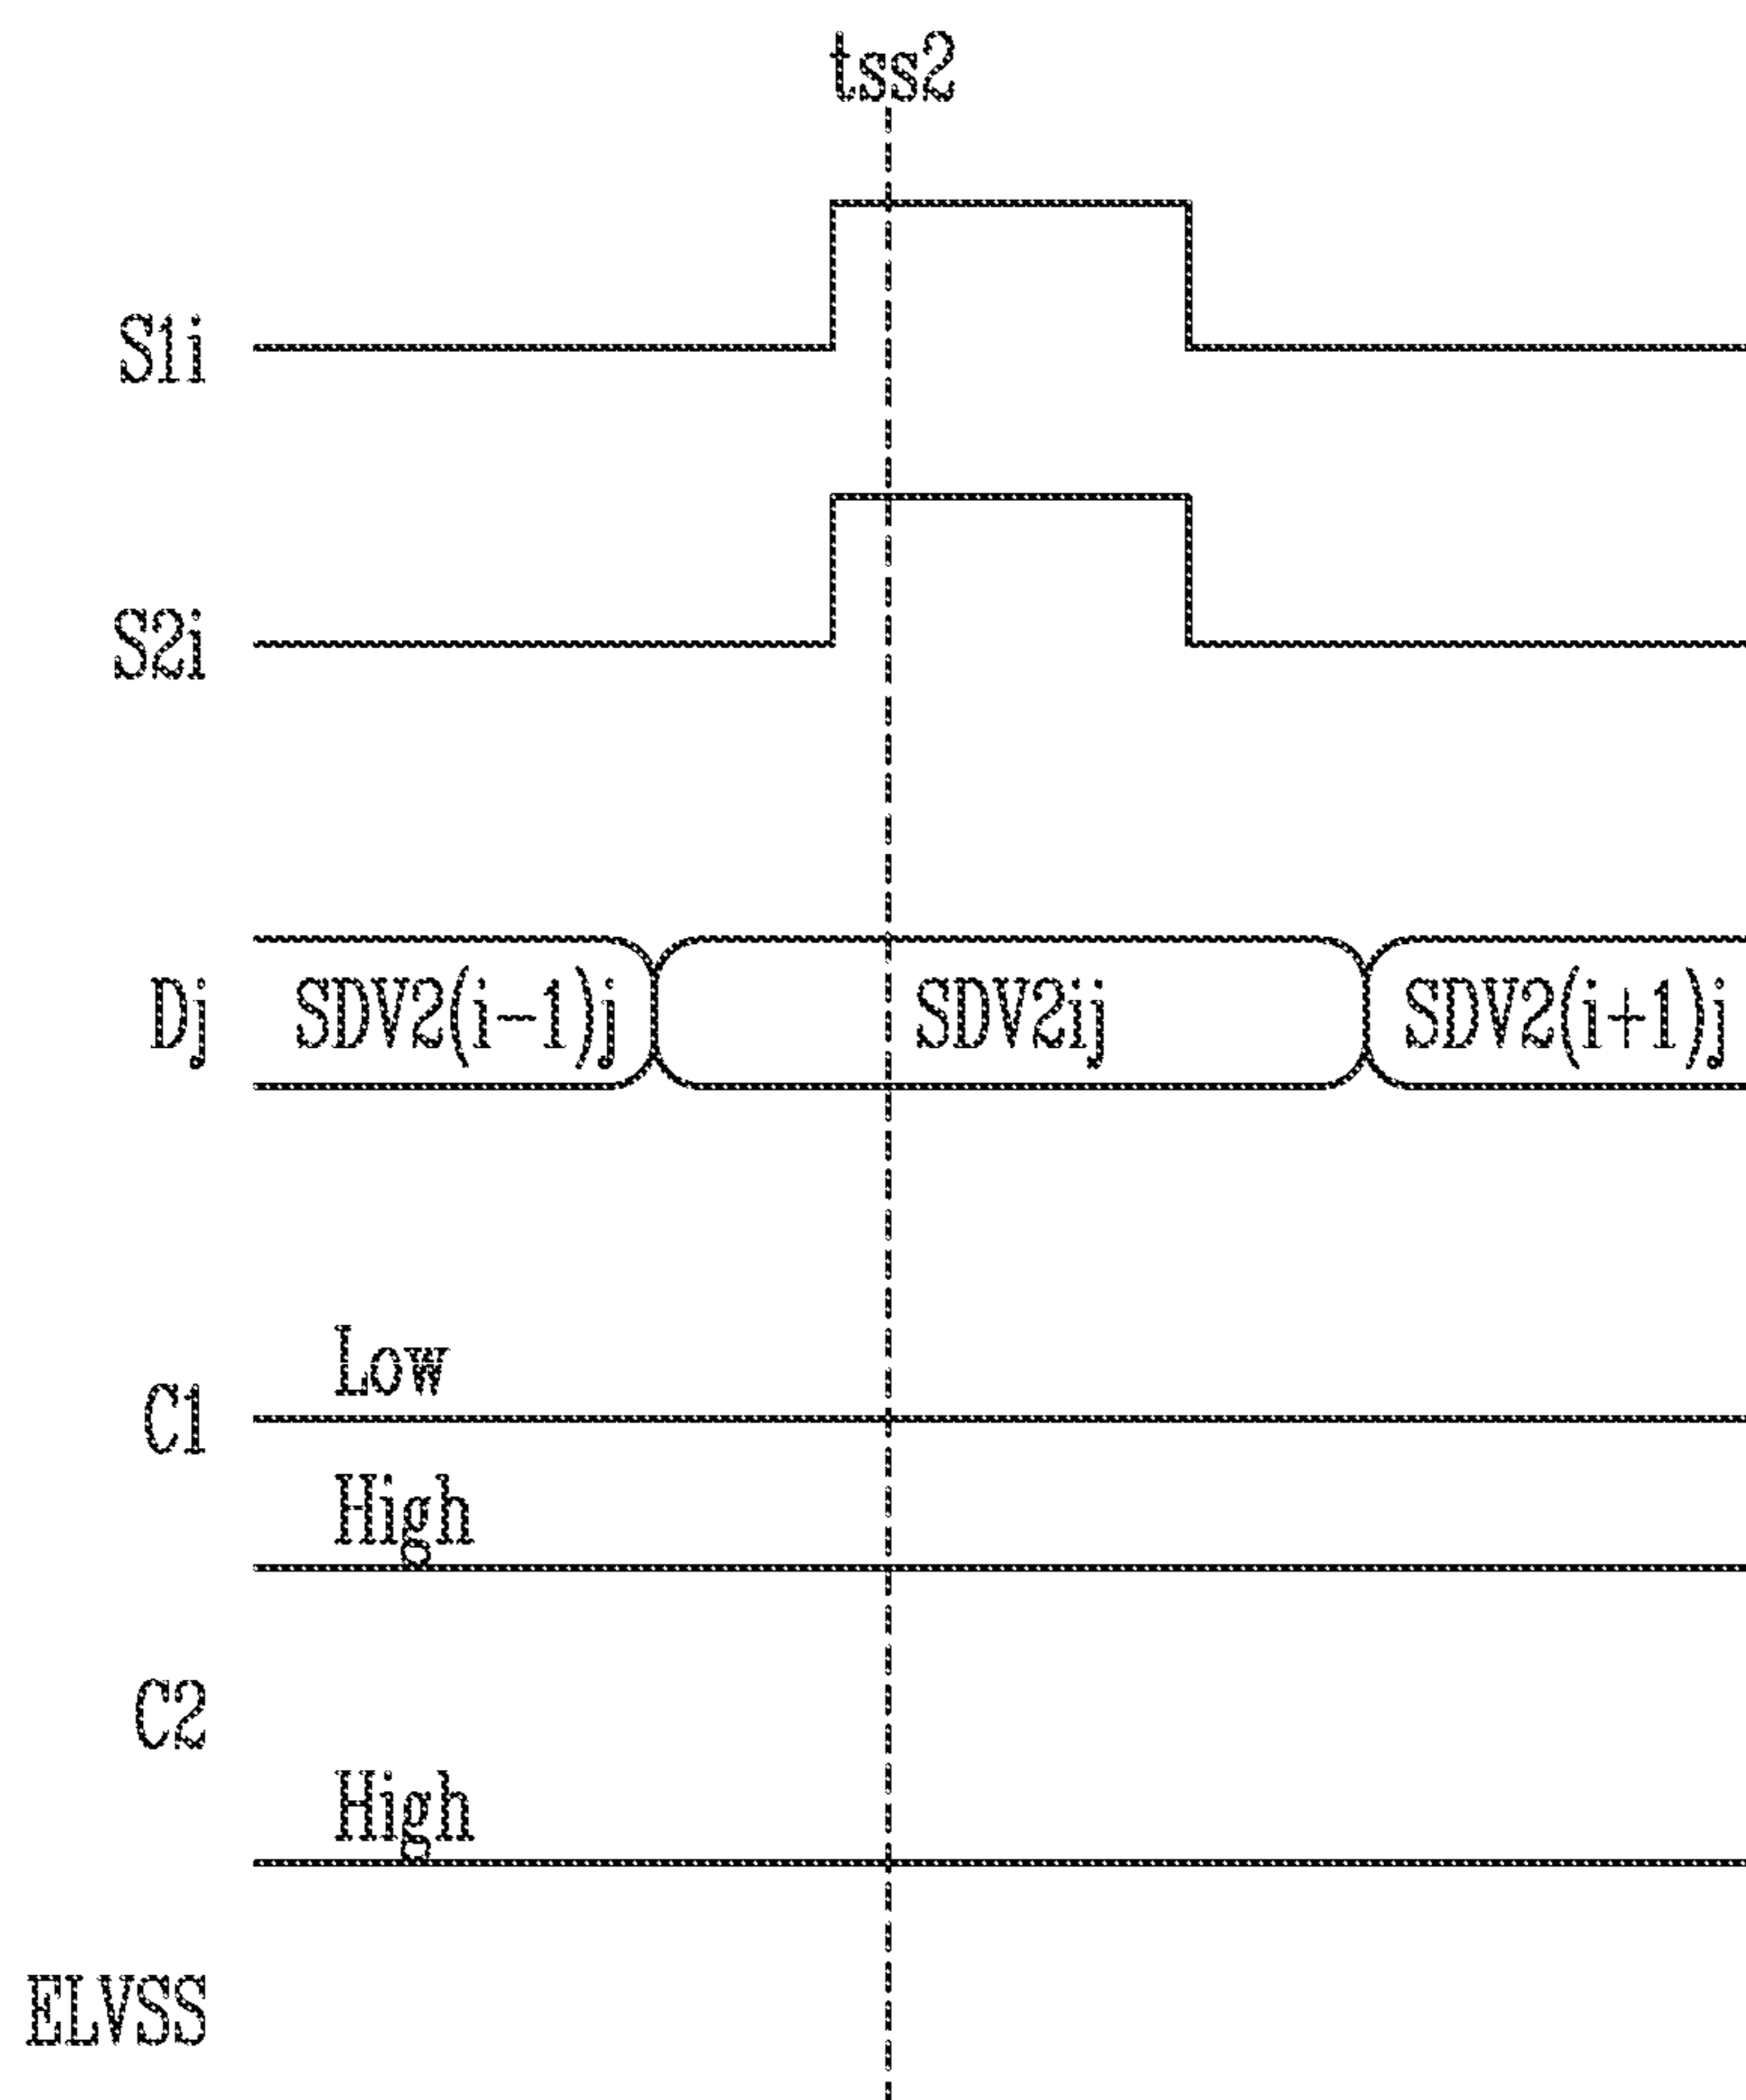 tss2
S1i
S2i
Dj SDV2(i-1)j SDV2ij SDV2(i+1)j
Low
C1
High
C2
High
ELVSS